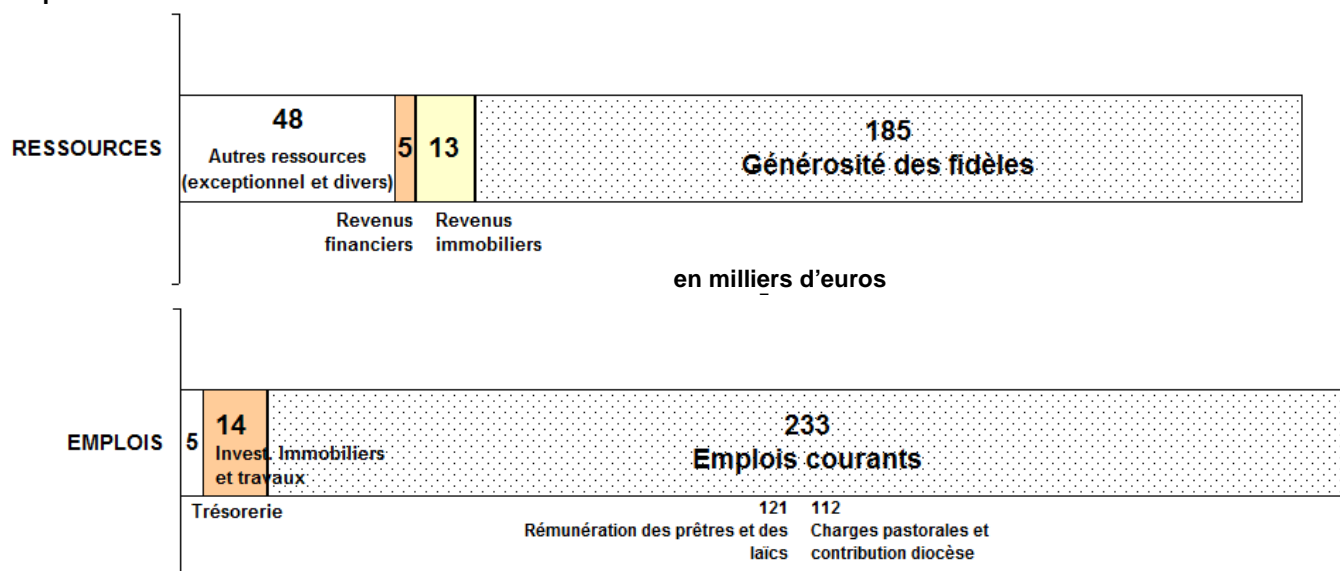 RESSOURCES
48
Autres ressources
(exceptionnel et divers)
5
13
185
Générosité des fidèles
Revenus
financiers
Revenus
immobiliers
en milliers d'euros
EMPLOIS
5
14
Invest. Immobiliers
et travaux
233
Emplois courants
Trésorerie
121
Rémunération des prêtres et des
laïcs
112
Charges pastorales et
contribution diocèse